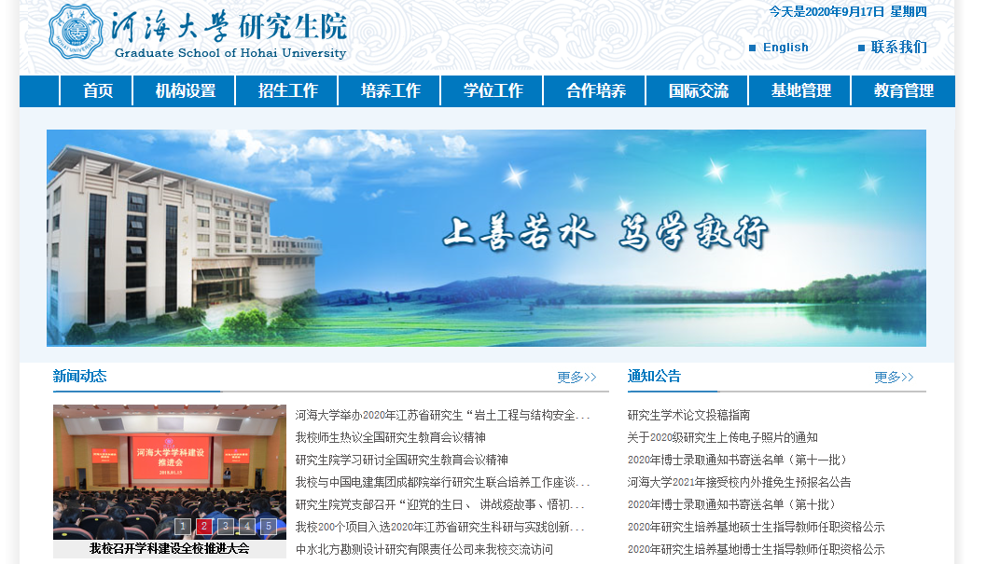 今天是2020年9月17日 星期四
河海大学研究生院
Graduate School of Hohai University
English
联系我们
首页 机构设置 招生工作 培养工作 学位工作 合作培养 国际交流 基地管理 教育管理
上善若水 笃学敦行
新闻动态
更多>>
河海大学学科建设
推进会
2018.01.15
1 2 3 4 5
我校召开学科建设全校推进大会
河海大学举办2020年江苏省研究生“岩土工程与结构安全...
我校师生热议全国研究生教育会议精神
研究生院学习研讨全国研究生教育会议精神
我校与中国电建集团成都院举行研究生联合培养工作座谈...
研究生院党支部召开“迎党的生日、 讲战疫故事、悟初...
我校200个项目入选2020年江苏省研究生科研与实践创新...
中水北方勘测设计研究有限责任公司来我校交流访问
通知公告
更多>>
研究生学术论文投稿指南
关于2020级研究生上传电子照片的通知
2020年博士录取通知书寄送名单（第十一批）
河海大学2021年接受校内外推免生预报名公告
2020年博士录取通知书寄送名单（第十批）
2020年研究生培养基地硕士生指导教师任职资格公示
2020年研究生培养基地博士生指导教师任职资格公示